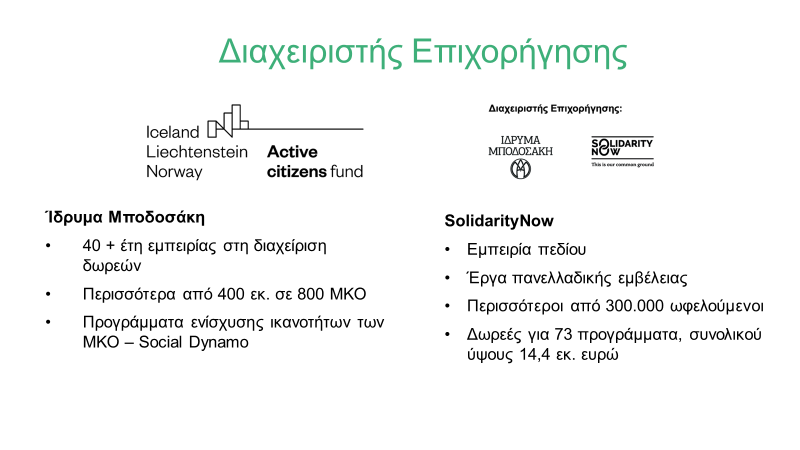 Διαχειριστής Επιχορήγησης
Iceland
Liechtenstein
Norway
Active
citizens fund
Διαχειριστής Επιχορήγησης:
ΙΔΡΥΜΑ
ΜΠΟΔΟΣΑΚΗ
SOLIDARITY
NOW
This is our common ground
Ίδρυμα Μποδοσάκη
• 40 + έτη εμπειρίας στη διαχείριση
δωρεών
• Περισσότερα από 400 εκ. σε 800 ΜΚΟ
• Προγράμματα ενίσχυσης ικανοτήτων των
ΜΚΟ – Social Dynamo
SolidarityNow
• Εμπειρία πεδίου
• Έργα πανελλαδικής εμβέλειας
• Περισσότεροι από 300.000 ωφελούμενοι
• Δωρεές για 73 προγράμματα, συνολικού
ύψους 14,4 εκ. ευρώ